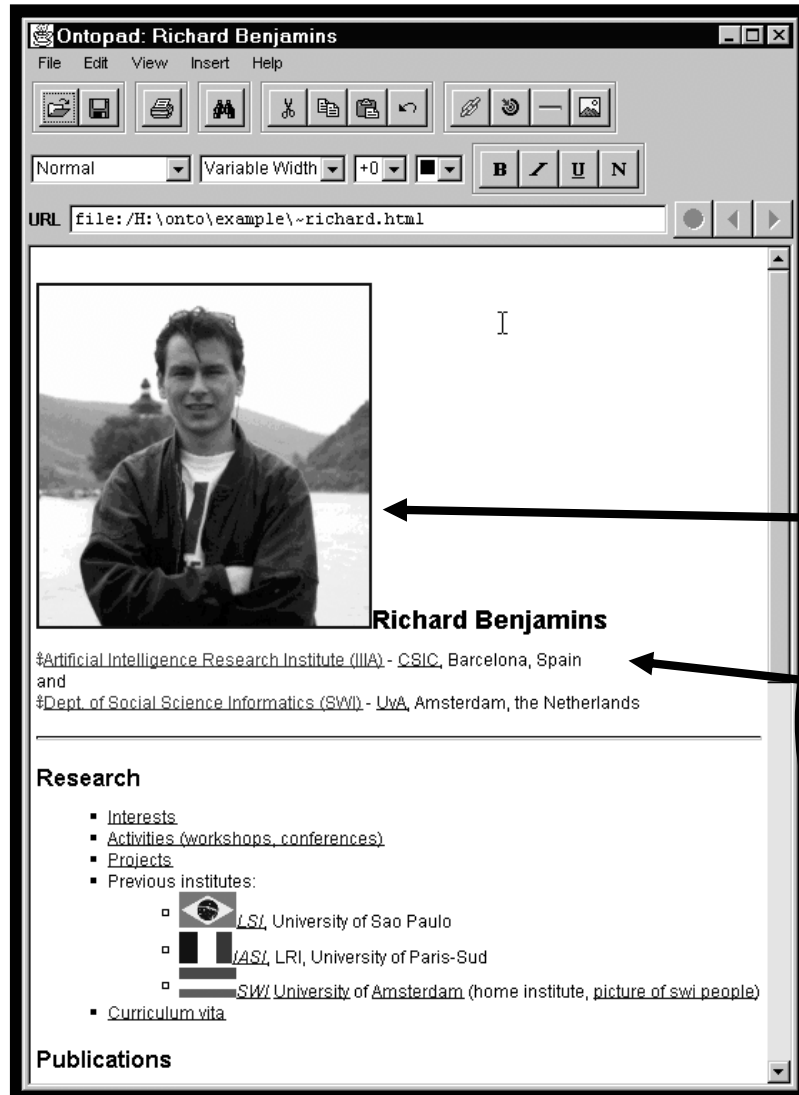 Ontopad: Richard Benjamins
File Edit View Insert Help
Normal Variable Width +0 B I U N
URL file:/H:\onto\example\~richard.html
Richard Benjamins
‡Artificial Intelligence Research Institute (IIIA) - CSIC, Barcelona, Spain
and
‡Dept. of Social Science Informatics (SWI) - UvA, Amsterdam, the Netherlands
Research
Interests
Activities (workshops, conferences)
Projects
Previous institutes:
LSI, University of Sao Paulo
IASI, LRI, University of Paris-Sud
SWI University of Amsterdam (home institute, picture of swi people)
Curriculum vita
Publications